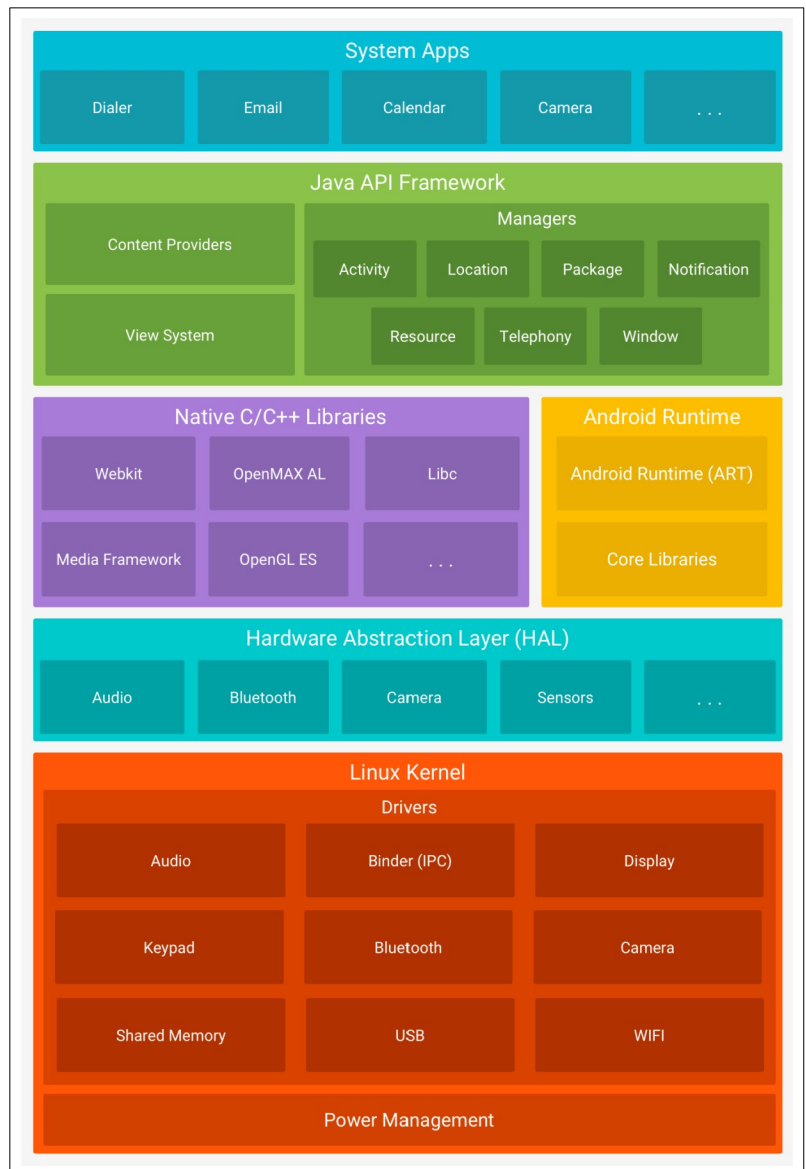 System Apps
Dialer Email Calendar Camera . . .
Java API Framework
Content Providers
View System
Managers
Activity Location Package Notification
Resource Telephony Window
Native C/C++ Libraries
Webkit OpenMAX AL Libc
Media Framework OpenGL ES . . .
Android Runtime
Android Runtime (ART)
Core Libraries
Hardware Abstraction Layer (HAL)
Audio Bluetooth Camera Sensors . . .
Linux Kernel
Drivers
Audio Binder (IPC) Display
Keypad Bluetooth Camera
Shared Memory USB WIFI
Power Management